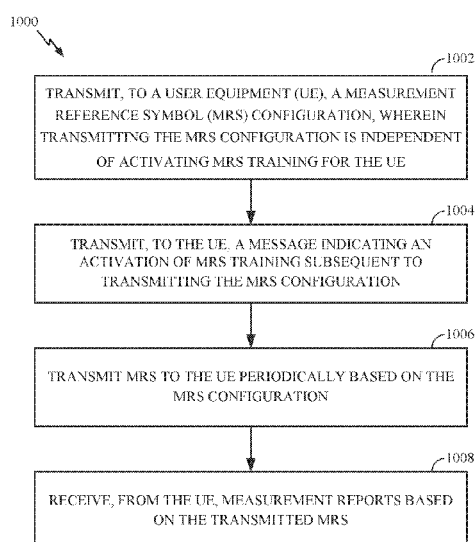 1000
1002
TRANSMIT, TO A USER EQUIPMENT (UE), A MEASUREMENT
REFERENCE SYMBOL (MRS) CONFIGURATION, WHEREIN
TRANSMITTING THE MRS CONFIGURATION IS INDEPENDENT
OF ACTIVATING MRS TRAINING FOR THE UE
1004
TRANSMIT, TO THE UE, A MESSAGE INDICATING AN
ACTIVATION OF MRS TRAINING SUBSEQUENT TO
TRANSMITTING THE MRS CONFIGURATION
1006
TRANSMIT MRS TO THE UE PERIODICALLY BASED ON THE
MRS CONFIGURATION
1008
RECEIVE, FROM THE UE, MEASUREMENT REPORTS BASED
ON THE TRANSMITTED MRS